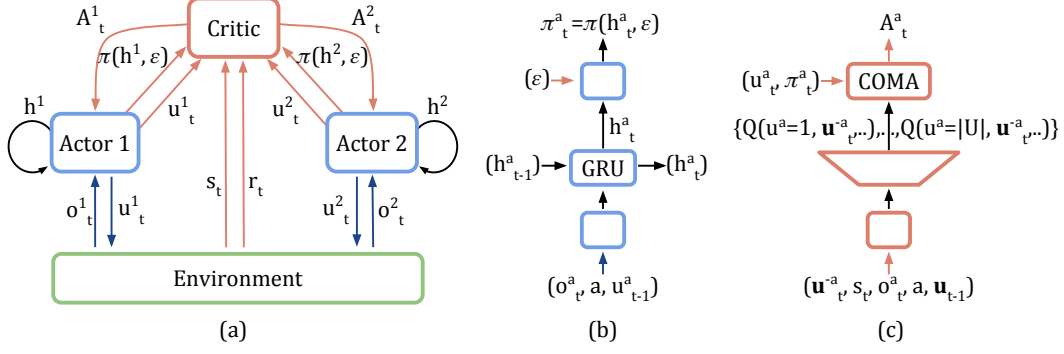 A¹ₜ
Critic
A²ₜ
π(h¹, ε)
π(h², ε)
u¹ₜ
u²ₜ
h¹
Actor 1
Actor 2
h²
o¹ₜ
u¹ₜ
sₜ
rₜ
u²ₜ
o²ₜ
Environment
(a)
πᵃₜ=π(hᵃₜ, ε)
(ε)
hᵃₜ
(hᵃₜ₋₁)
GRU
(hᵃₜ)
(oᵃₜ, a, uᵃₜ₋₁)
(b)
Aᵃₜ
(uᵃₜ, πᵃₜ)
COMA
{Q(uᵃ=1, u⁻ᵃₜ,..),...,Q(uᵃ=|U|, u⁻ᵃₜ,..)}
(u⁻ᵃₜ, sₜ, oᵃₜ, a, uₜ₋₁)
(c)